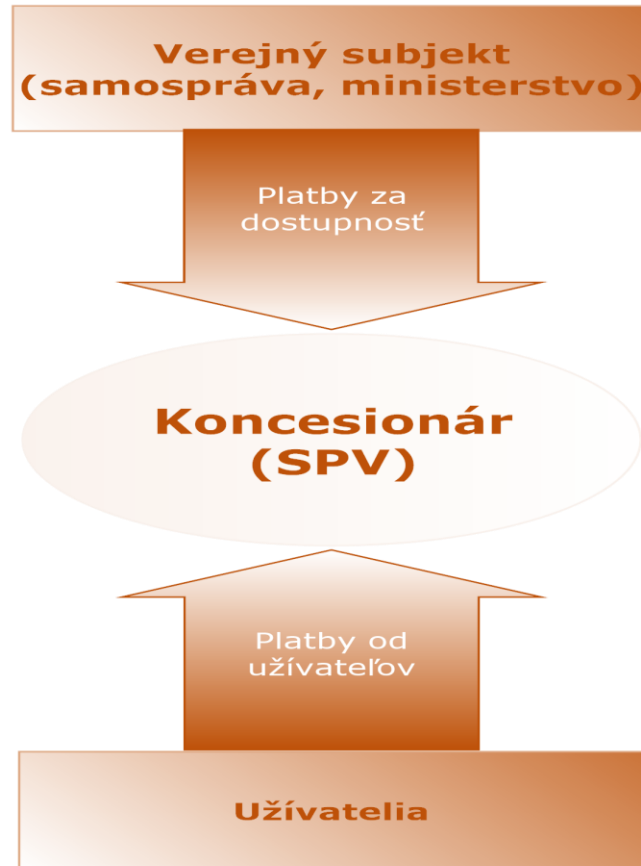 Verejný subjekt
(samospráva, ministerstvo)
Platby za
dostupnosť
Koncesionár
(SPV)
Platby od
užívateľov
Užívatelia